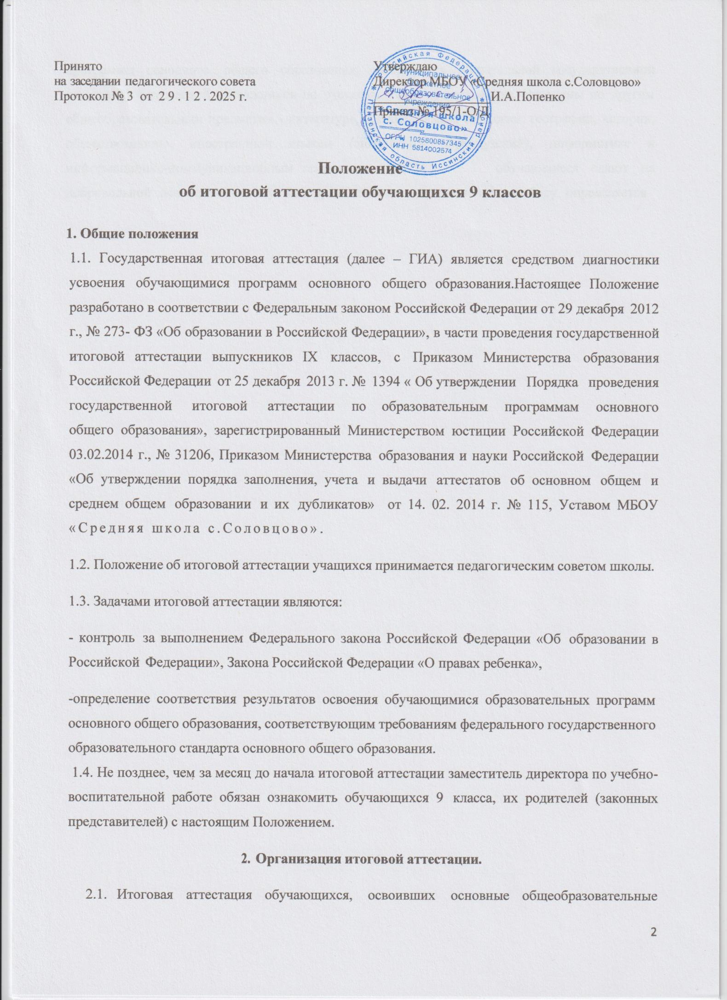 Принято
на заседании педагогического совета
Протокол № 3 от 29.12.2025 г.
Утверждаю
Директор МБОУ «Средняя школа с.Соловцово»
И.А.Попенко
Приказ № 195/1-О/Д
Российская Федерация
Пензенская область Иссинский район
муниципальное
бюджетное
общеобразовательное
учреждение
«Средняя школа
с. Соловцово»
ОГРН 1025800857345
ИНН 5814002574
Положение
об итоговой аттестации обучающихся 9 классов
1. Общие положения
1.1. Государственная итоговая аттестация (далее – ГИА) является средством диагностики
усвоения обучающимися программ основного общего образования.Настоящее Положение
разработано в соответствии с Федеральным законом Российской Федерации от 29 декабря 2012
г., № 273- ФЗ «Об образовании в Российской Федерации», в части проведения государственной
итоговой аттестации выпускников IX классов, с Приказом Министерства образования
Российской Федерации от 25 декабря 2013 г. № 1394 « Об утверждении Порядка проведения
государственной итоговой аттестации по образовательным программам основного
общего образования», зарегистрированный Министерством юстиции Российской Федерации
03.02.2014 г., № 31206, Приказом Министерства образования и науки Российской Федерации
«Об утверждении порядка заполнения, учета и выдачи аттестатов об основном общем и
среднем общем образовании и их дубликатов» от 14. 02. 2014 г. № 115, Уставом МБОУ
«Средняя школа с.Соловцово».
1.2. Положение об итоговой аттестации учащихся принимается педагогическим советом школы.
1.3. Задачами итоговой аттестации являются:
- контроль за выполнением Федерального закона Российской Федерации «Об образовании в
Российской Федерации», Закона Российской Федерации «О правах ребенка»,
-определение соответствия результатов освоения обучающимися образовательных программ
основного общего образования, соответствующим требованиям федерального государственного
образовательного стандарта основного общего образования.
1.4. Не позднее, чем за месяц до начала итоговой аттестации заместитель директора по учебно-
воспитательной работе обязан ознакомить обучающихся 9 класса, их родителей (законных
представителей) с настоящим Положением.
2. Организация итоговой аттестации.
2.1. Итоговая аттестация обучающихся, освоивших основные общеобразовательные
2